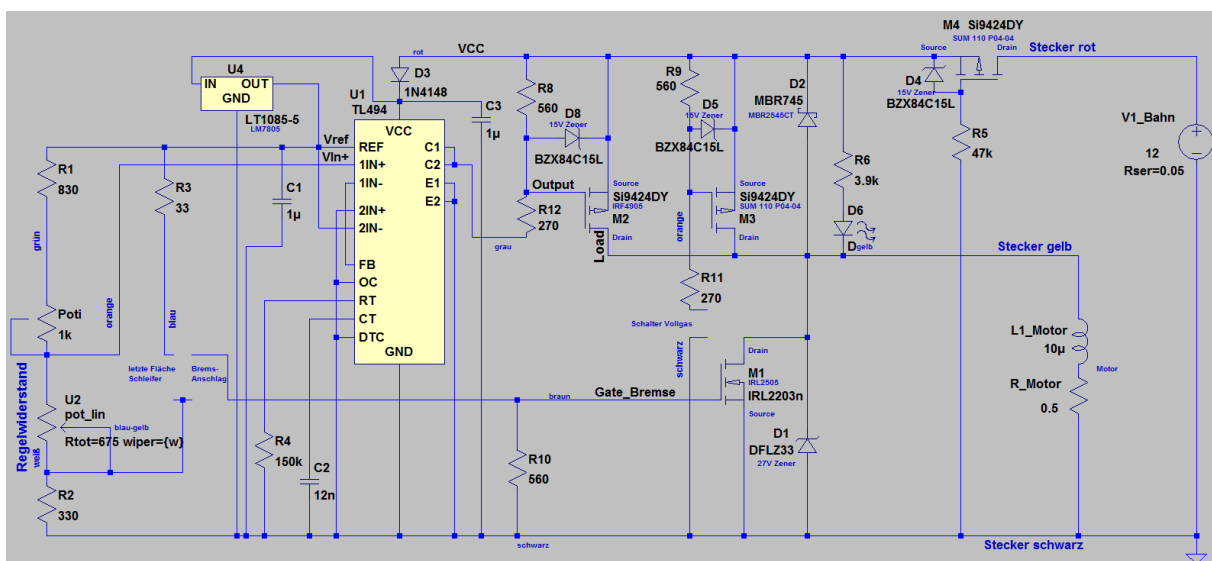 M4 Si9424DY
SUM 110 P04-04
Source
Drain
Stecker rot
rot
VCC
D3
1N4148
U4
IN OUT
GND
LT1085-5
LM7805
U1
TL494
C3
1µ
R8
560
D8
15V Zener
BZX84C15L
R9
560
D5
15V Zener
BZX84C15L
D2
MBR745
MBR2545CT
D4
15V Zener
BZX84C15L
V1_Bahn
12
Rser=0.05
R5
47k
R6
3.9k
D6
D
gelb
Vref
VIn+
VCC
REF
1IN+
1IN-
2IN+
2IN-
FB
OC
RT
CT
DTC
GND
C1
C2
E1
E2
R1
830
R3
33
C1
1µ
Output
R12
270
grau
Source
Si9424DY
IRF4905
M2
Drain
Load
orange
Source
Si9424DY
SUM 110 P04-04
M3
Drain
Stecker gelb
grün
Poti
1k
orange
blau
R11
270
Schalter Vollgas
schwarz
L1_Motor
10µ
Motor
R_Motor
0.5
letzte Fläche
Schleifer
Brems-
Anschlag
Regelwiderstand
weiß
U2
pot_lin
blau-gelb
Rtot=675 wiper={w}
braun
Gate_Bremse
Drain
M1
IRL2505
IRL2203n
Source
D1
DFLZ33
27V Zener
R2
330
R4
150k
C2
12n
R10
560
schwarz
Stecker schwarz